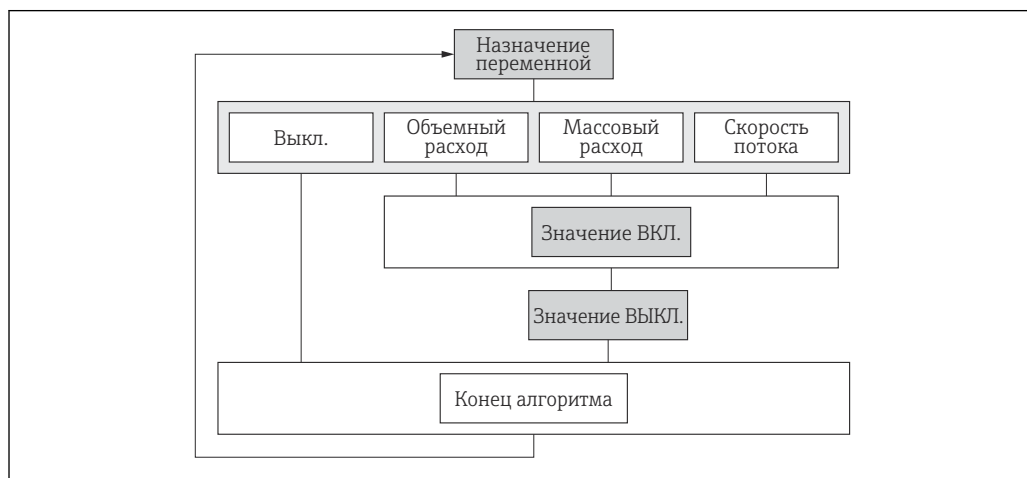 Назначение
переменной
Выкл.
Объемный
расход
Массовый
расход
Скорость
потока
Значение ВКЛ.
Значение ВЫКЛ.
Конец алгоритма